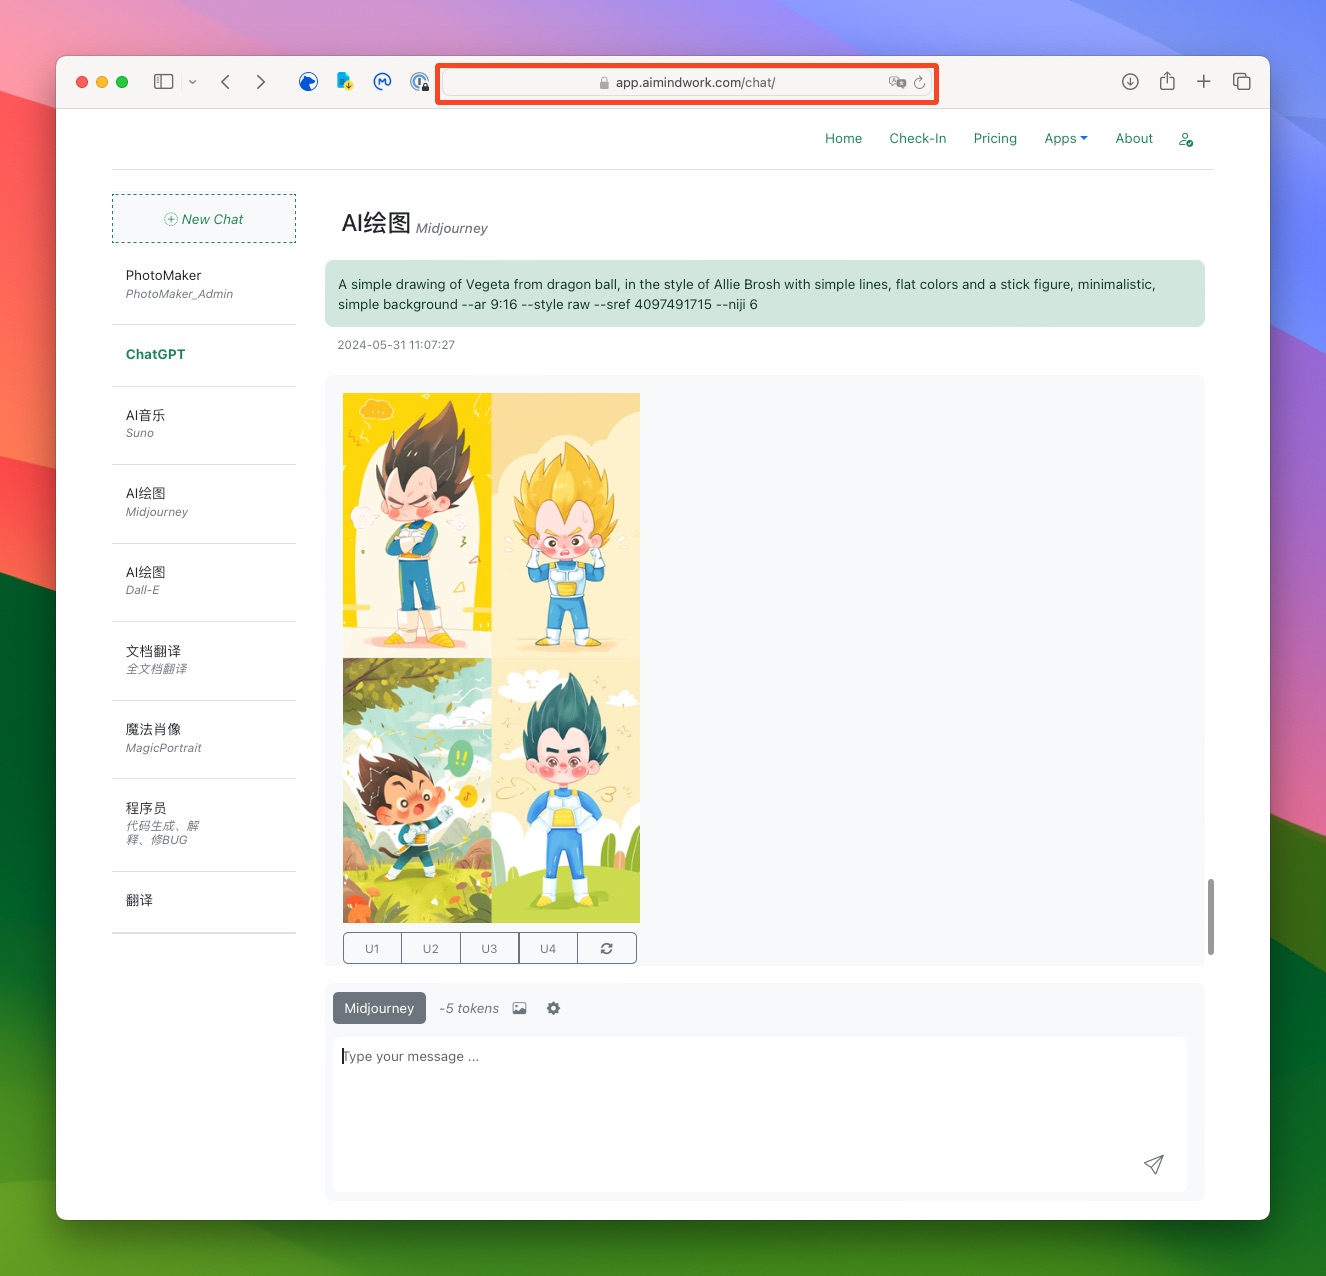 app.aimindwork.com/chat/
Home Check-In Pricing Apps About
New Chat
PhotoMaker
PhotoMaker_Admin
ChatGPT
AI音乐
Suno
AI绘图
Midjourney
AI绘图
Dall-E
文档翻译
全文档翻译
魔法肖像
MagicPortrait
程序员
代码生成、解
释、修BUG
翻译
AI绘图 Midjourney
A simple drawing of Vegeta from dragon ball, in the style of Allie Brosh with simple lines, flat colors and a stick figure, minimalistic,
simple background --ar 9:16 --style raw --sref 4097491715 --niji 6
2024-05-31 11:07:27
!!
U1 U2 U3 U4
Midjourney -5 tokens
Type your message ...